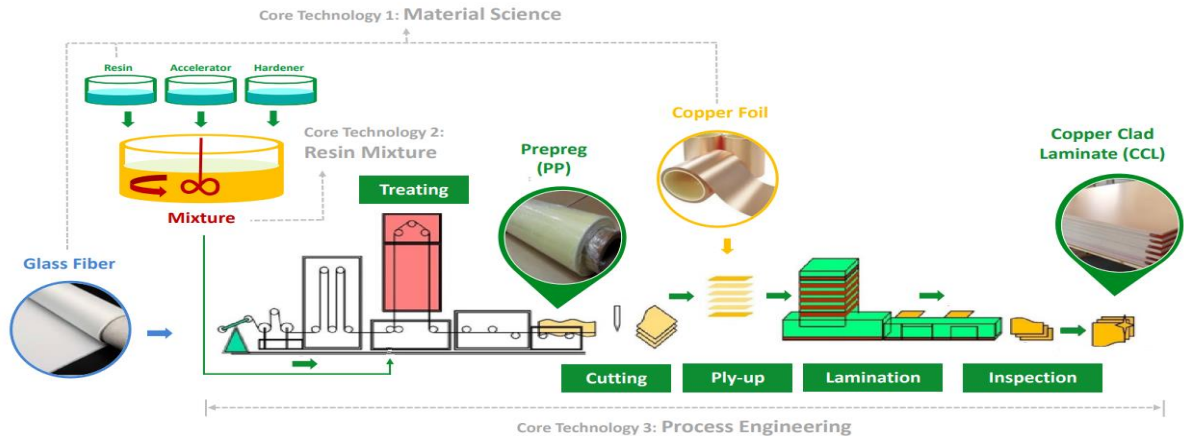 Core Technology 1: Material Science
Resin
Accelerator
Hardener
Core Technology 2:
Resin Mixture
Mixture
Glass Fiber
Treating
Prepreg
(PP)
Copper Foil
Copper Clad
Laminate (CCL)
Cutting
Ply-up
Lamination
Inspection
Core Technology 3: Process Engineering